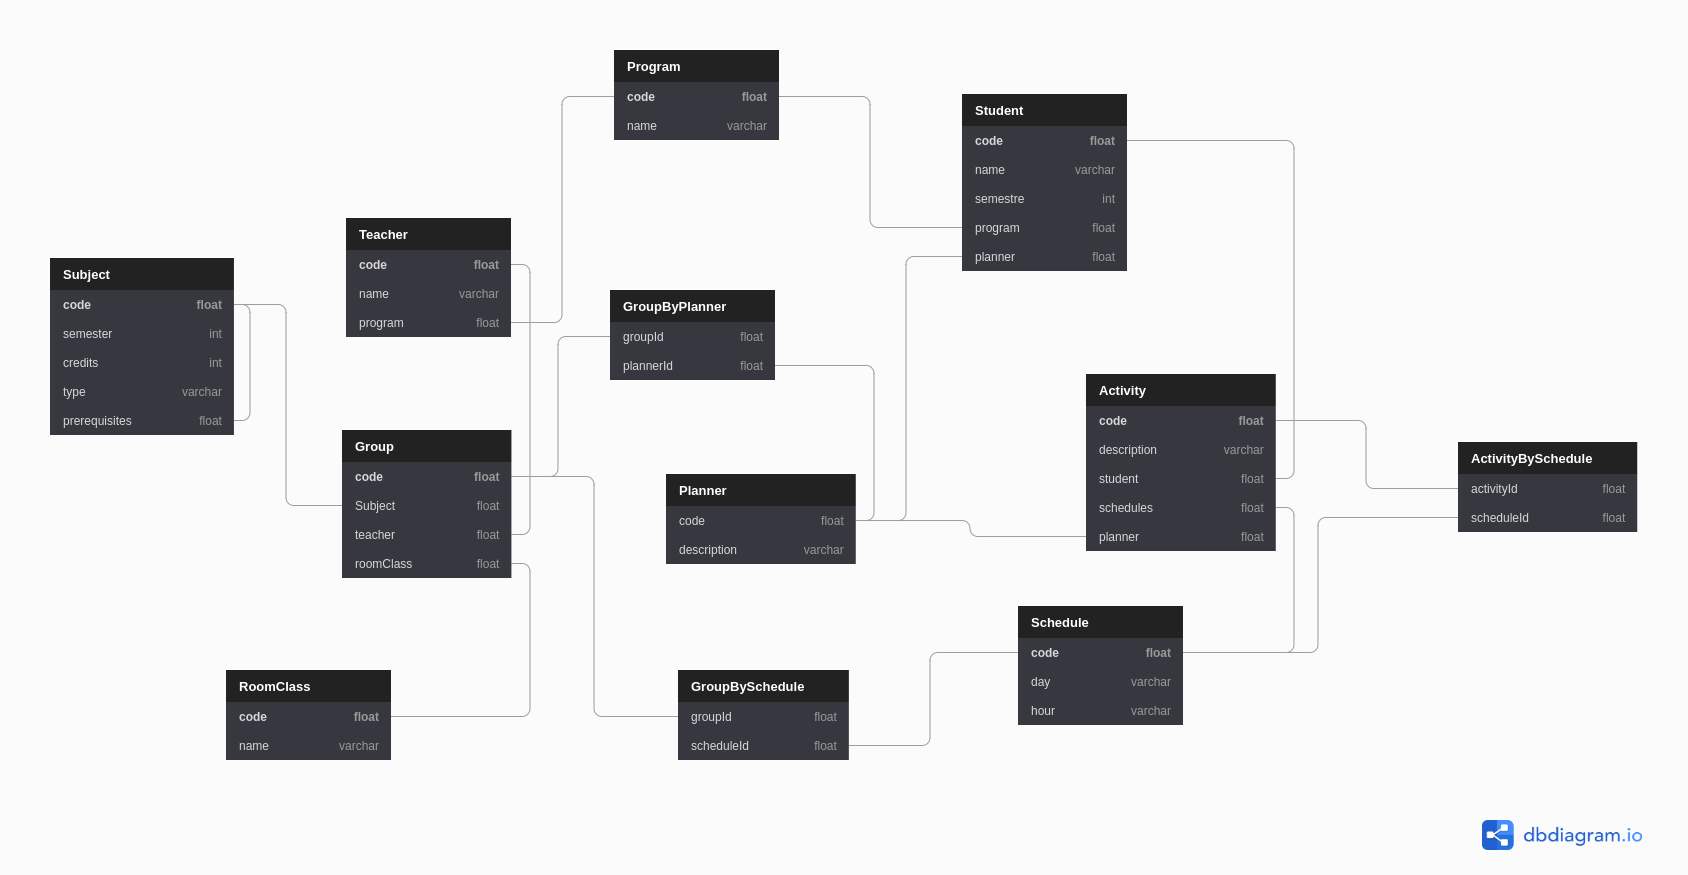 Program
code float
name varchar
Student
code float
name varchar
semestre int
program float
planner float
Teacher
code float
name varchar
program float
Subject
code float
semester int
credits int
type varchar
prerequisites float
GroupByPlanner
groupId float
plannerId float
Activity
code float
description varchar
student float
schedules float
planner float
Group
code float
Subject float
teacher float
roomClass float
ActivityBySchedule
activityId float
scheduleId float
Planner
code float
description varchar
Schedule
code float
day varchar
hour varchar
RoomClass
code float
name varchar
GroupBySchedule
groupId float
scheduleId float
dbdiagram.io